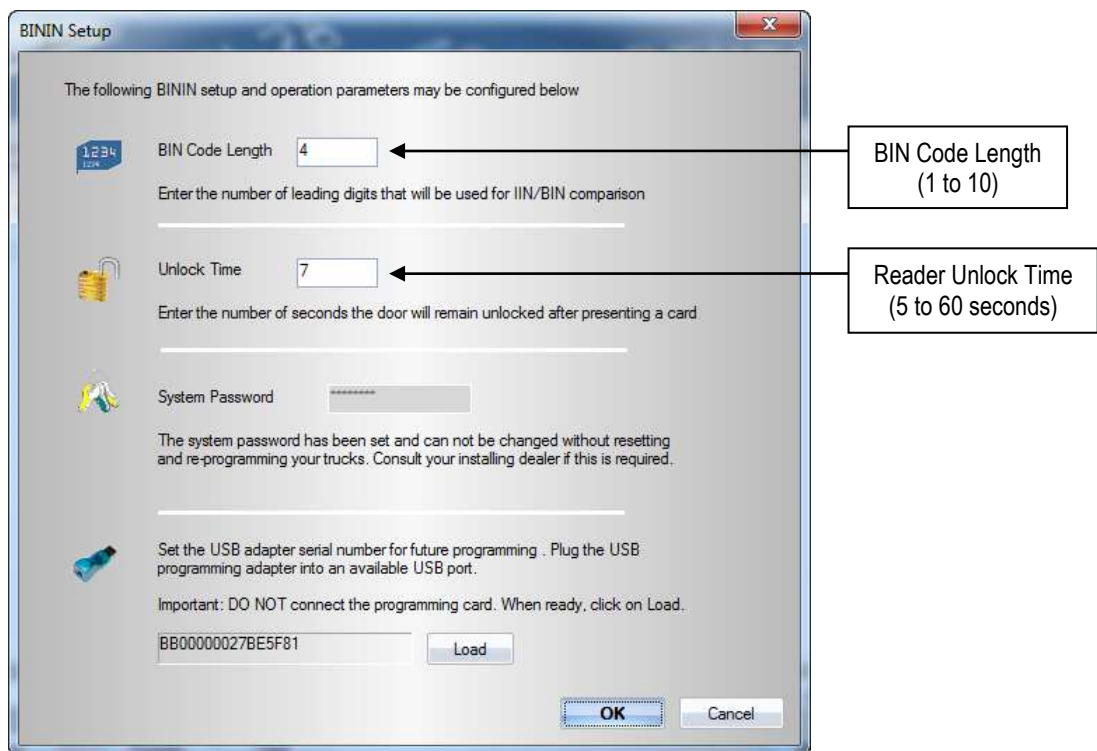 BININ Setup
The following BININ setup and operation parameters may be configured below
1234
1234
BIN Code Length
4
BIN Code Length
(1 to 10)
Enter the number of leading digits that will be used for IIN/BIN comparison
Unlock Time
7
Reader Unlock Time
(5 to 60 seconds)
Enter the number of seconds the door will remain unlocked after presenting a card
System Password
********
The system password has been set and can not be changed without resetting
and re-programming your trucks. Consult your installing dealer if this is required.
Set the USB adapter serial number for future programming . Plug the USB
programming adapter into an available USB port.
Important: DO NOT connect the programming card. When ready, click on Load.
BB00000027BE5F81
Load
OK
Cancel